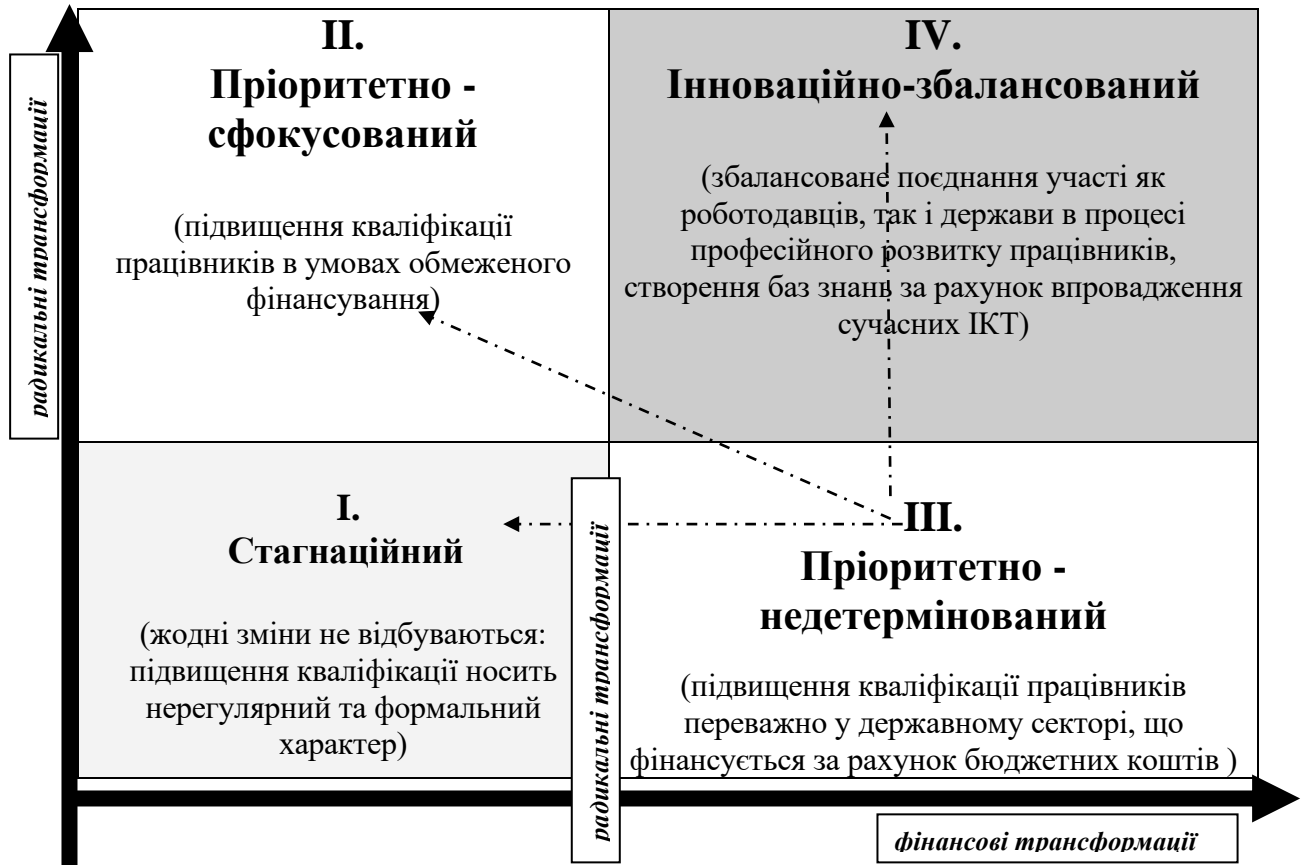 радикальні трансформації
II.
Пріоритетно -
сфокусований
(підвищення кваліфікації
працівників в умовах обмеженого
фінансування)
IV.
Інноваційно-збалансований
(збалансоване поєднання участі як
роботодавців, так і держави в процесі
професійного розвитку працівників,
створення баз знань за рахунок впровадження
сучасних ІКТ)
I.
Стагнаційний
(жодні зміни не відбуваються:
підвищення кваліфікації носить
нерегулярний та формальний
характер)
радикальні трансформації
III.
Пріоритетно -
недетермінований
(підвищення кваліфікації працівників
переважно у державному секторі, що
фінансується за рахунок бюджетних коштів )
фінансові трансформації